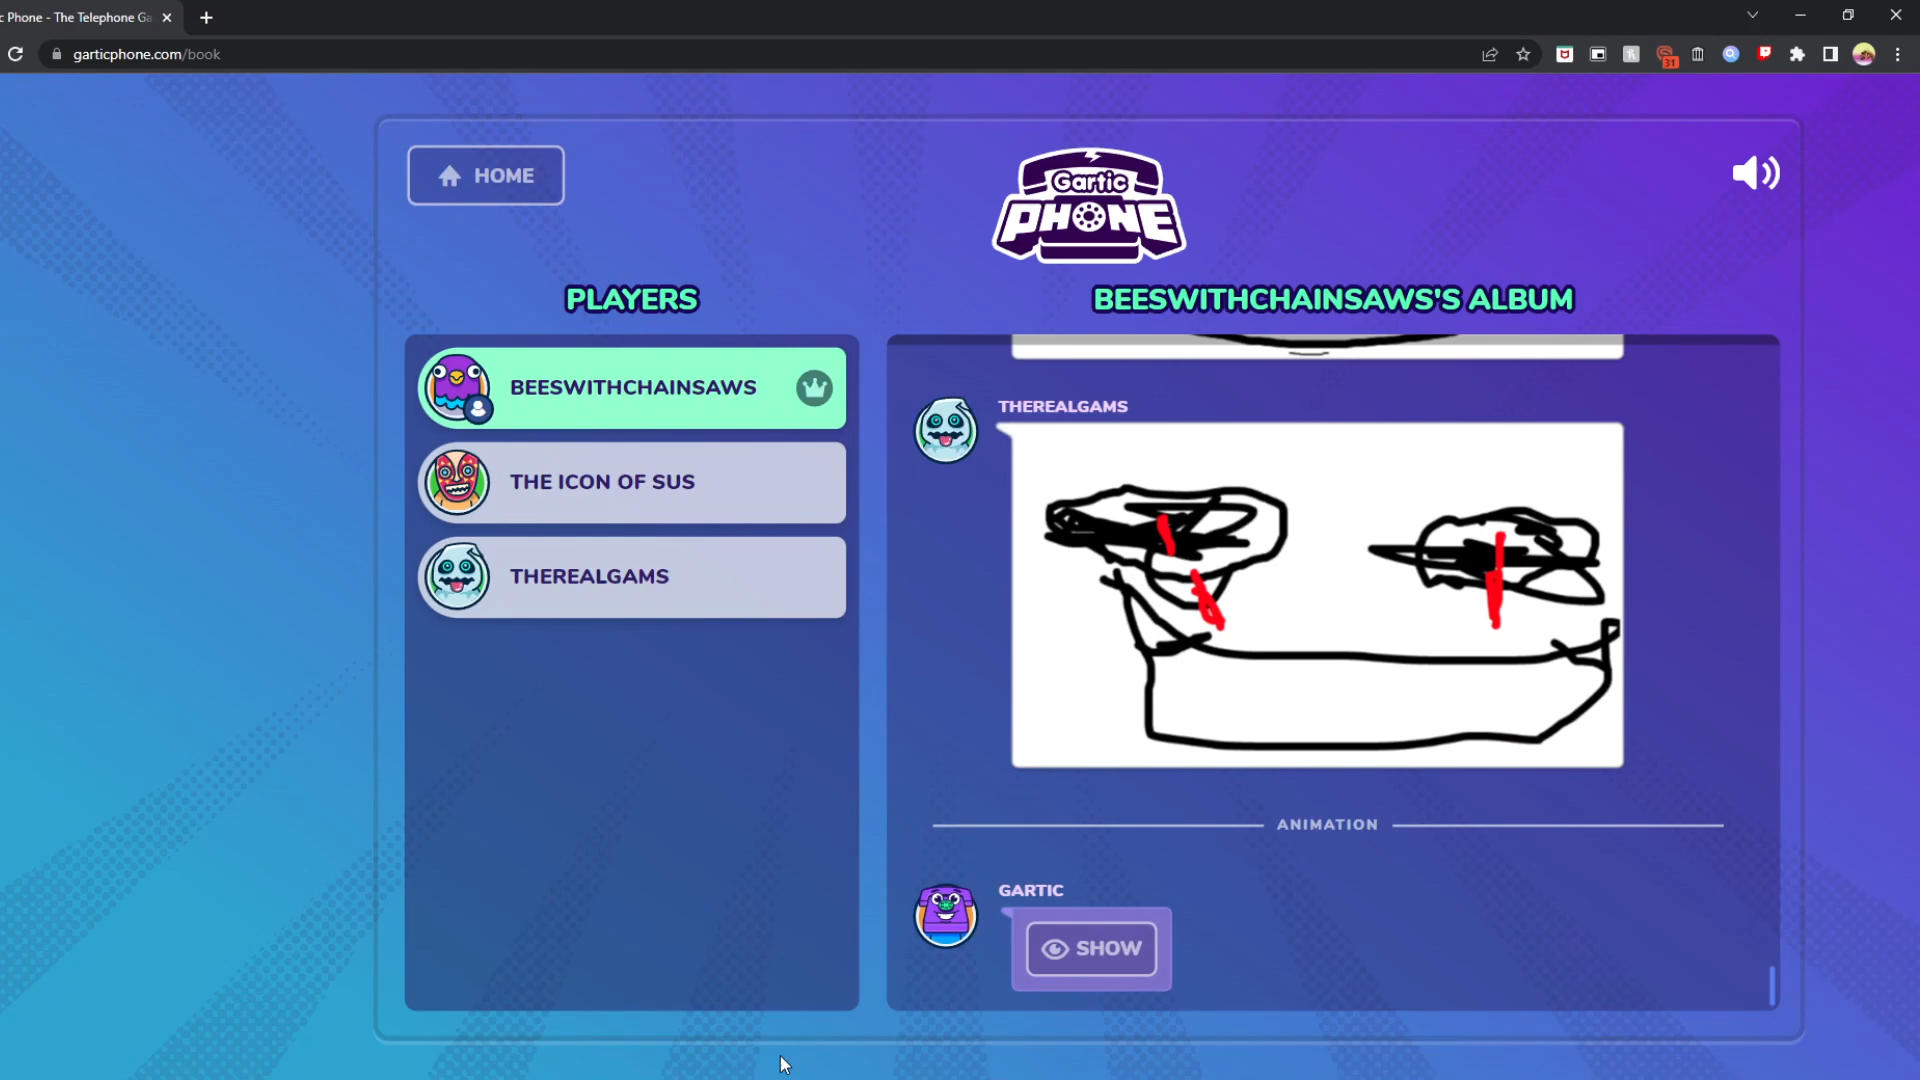 c Phone - The Telephone Ga
garticphone.com/book
31
HOME
Gartic
PHONE
PLAYERS
BEESWITHCHAINSAWS'S ALBUM
BEESWITHCHAINSAWS
THE ICON OF SUS
THEREALGAMS
THEREALGAMS
ANIMATION
GARTIC
SHOW